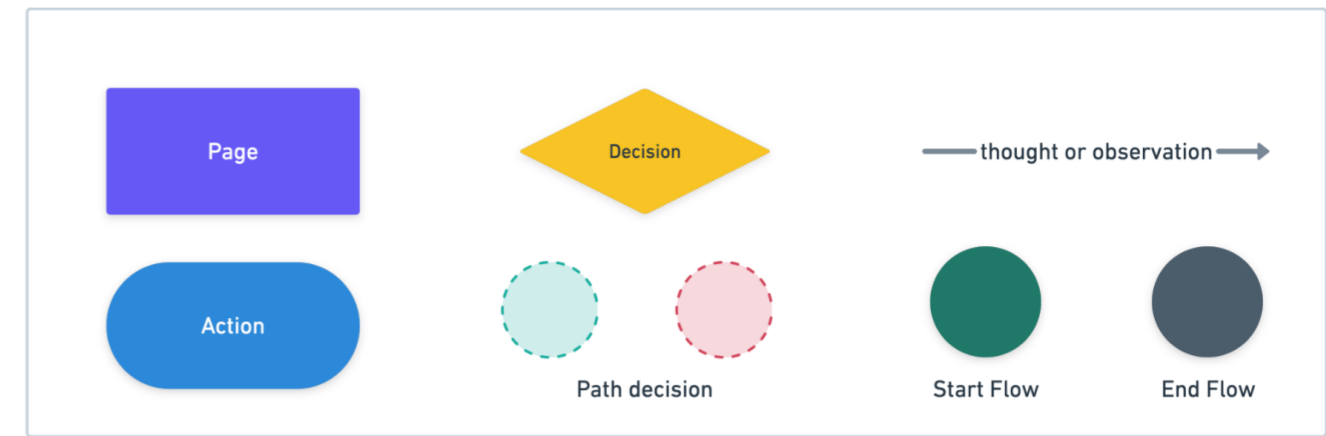 Page
Decision
thought or observation
Action
Path decision
Start Flow
End Flow